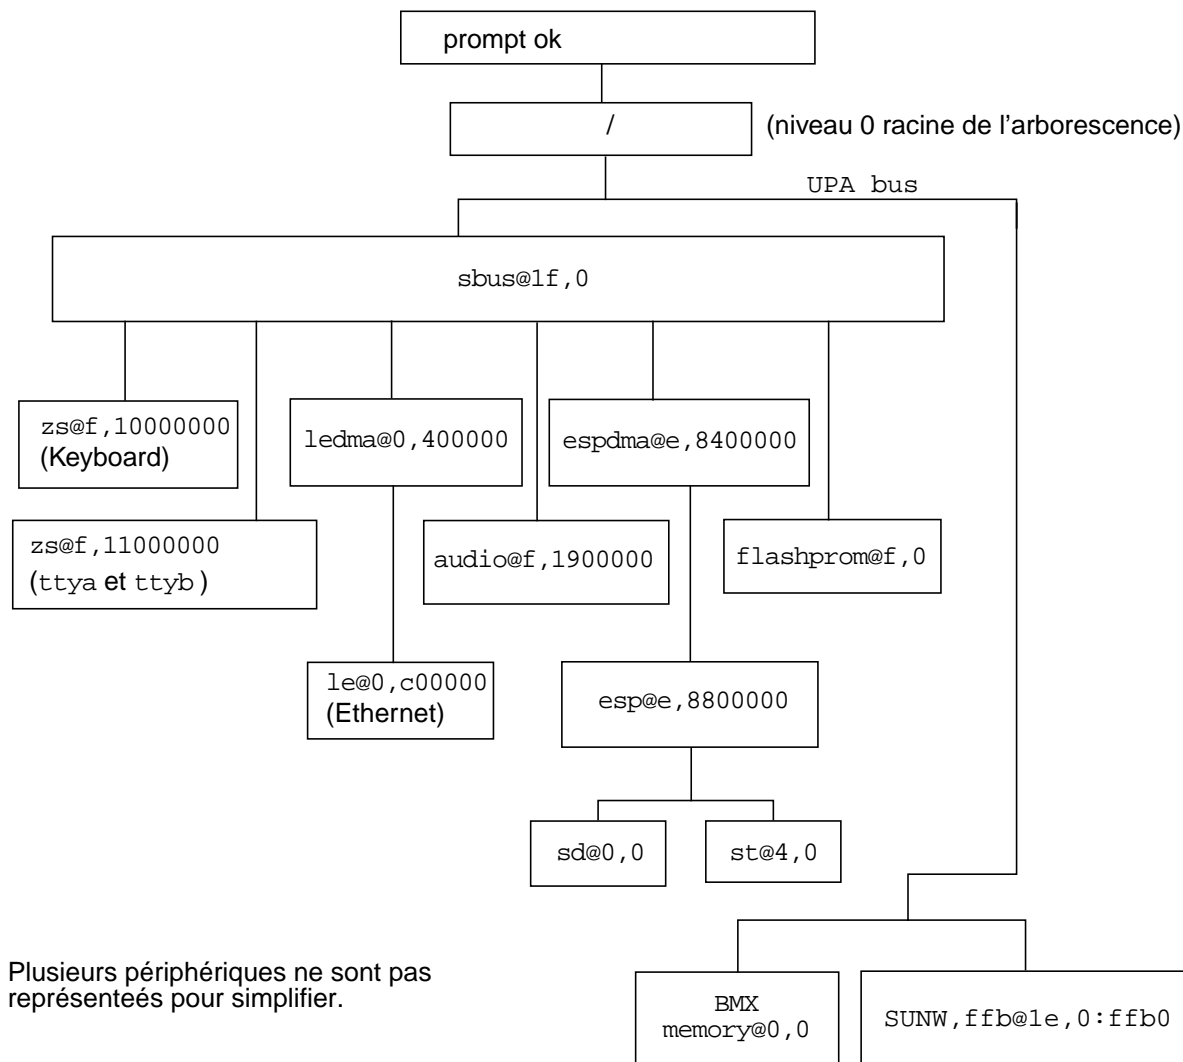 prompt ok
/
(niveau 0 racine de l'arborescence)
UPA bus
sbus@1f,0
zs@f,10000000
(Keyboard)
ledma@0,400000
espdma@e,8400000
zs@f,11000000
(ttya et ttyb )
audio@f,1900000
flashprom@f,0
le@0,c00000
(Ethernet)
esp@e,8800000
sd@0,0
st@4,0
Plusieurs périphériques ne sont pas
représenteés pour simplifier.
BMX
memory@0,0
SUNW,ffb@1e,0:ffb0